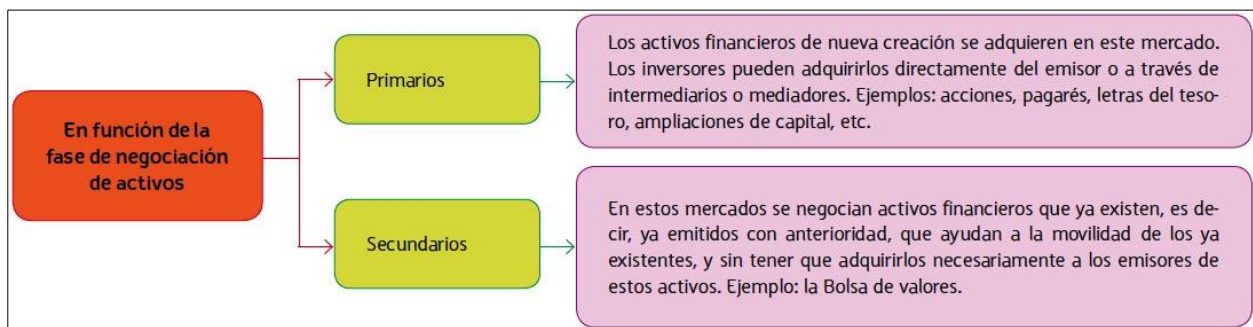 En función de la
fase de negociación
de activos
Primarios
Los activos financieros de nueva creación se adquieren en este mercado.
Los inversores pueden adquirirlos directamente del emisor o a través de
intermediarios o mediadores. Ejemplos: acciones, pagarés, letras del teso-
ro, ampliaciones de capital, etc.
Secundarios
En estos mercados se negocian activos financieros que ya existen, es de-
cir, ya emitidos con anterioridad, que ayudan a la movilidad de los ya
existentes, y sin tener que adquirirlos necesariamente a los emisores de
estos activos. Ejemplo: la Bolsa de valores.